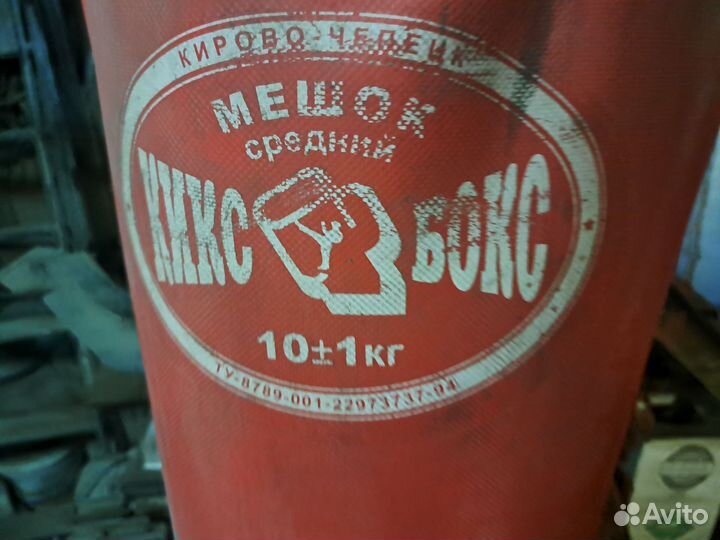 КИРОВО-ЧЕПЕЦК
МЕШОК
средний
КИКС БОКС
10±1кг
ТУ-8789-001-22973737-94
Avito